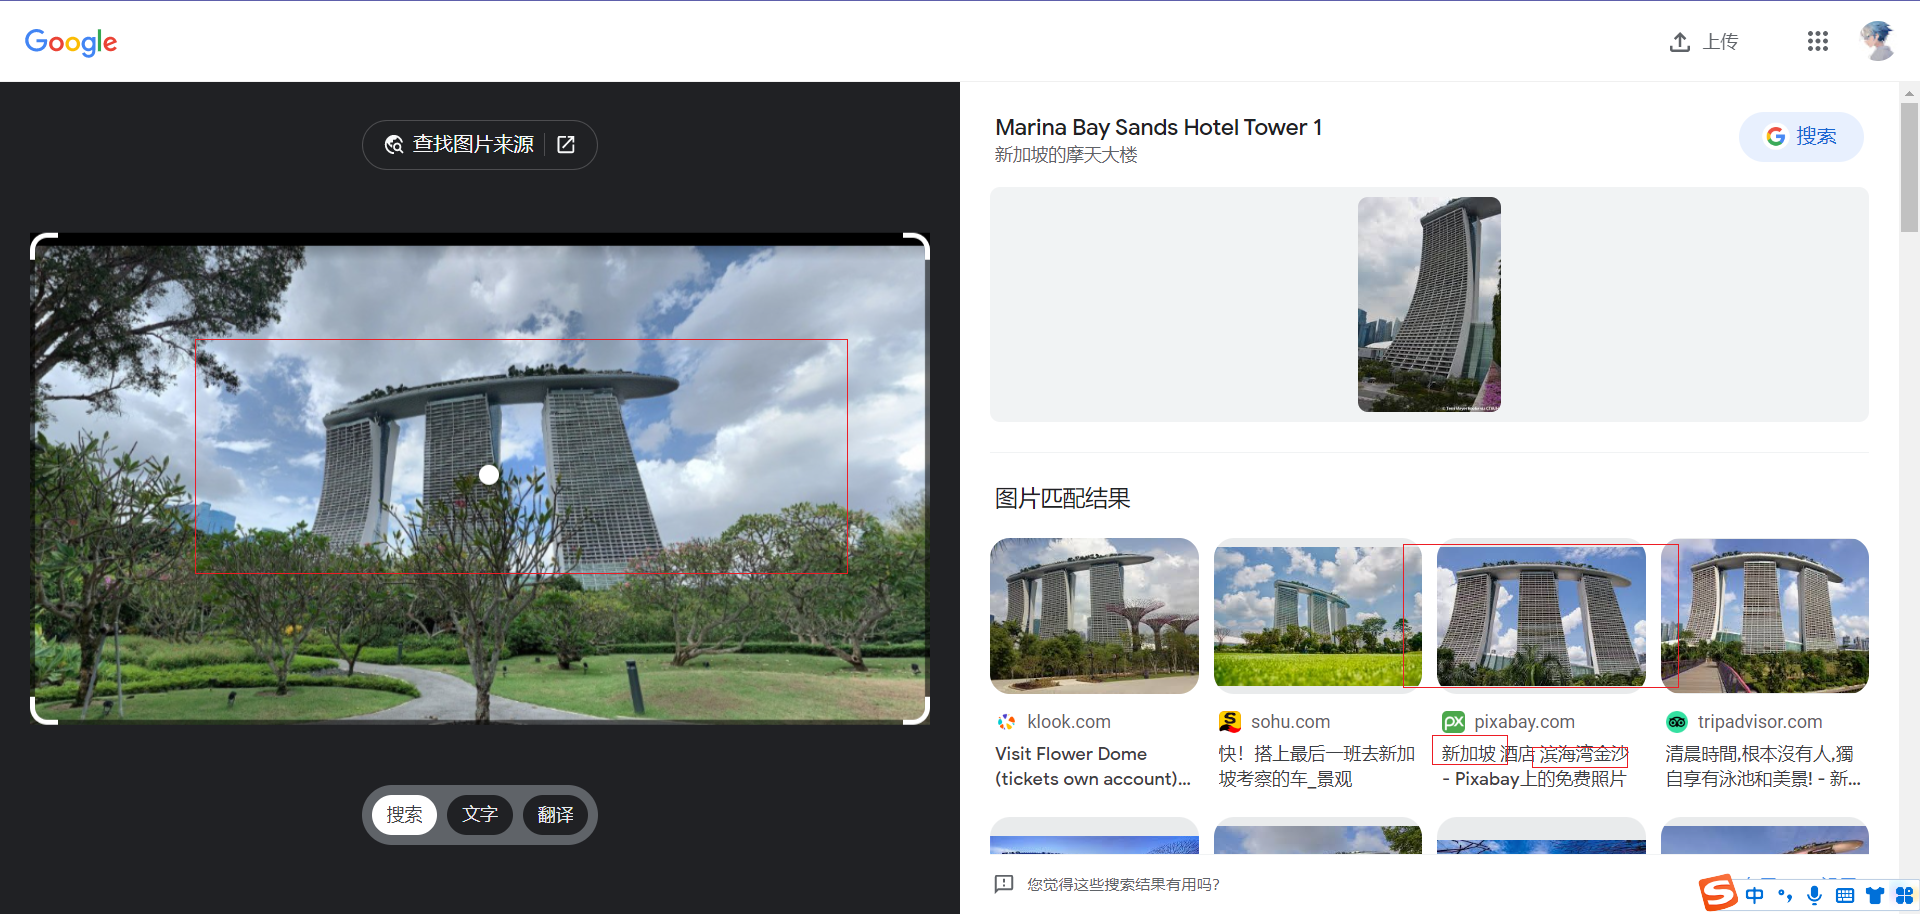 Google
上传
查找图片来源
搜索
文字
翻译
Marina Bay Sands Hotel Tower 1
新加坡的摩天大楼
搜索
图片匹配结果
klook.com
Visit Flower Dome
(tickets own account)...
sohu.com
快！搭上最后一班去新加
坡考察的车_景观
pixabay.com
新加坡 酒店 滨海湾金沙
- Pixabay上的免费照片
tripadvisor.com
清晨時間,根本沒有人,獨
自享有泳池和美景! - 新...
您觉得这些搜索结果有用吗?
中